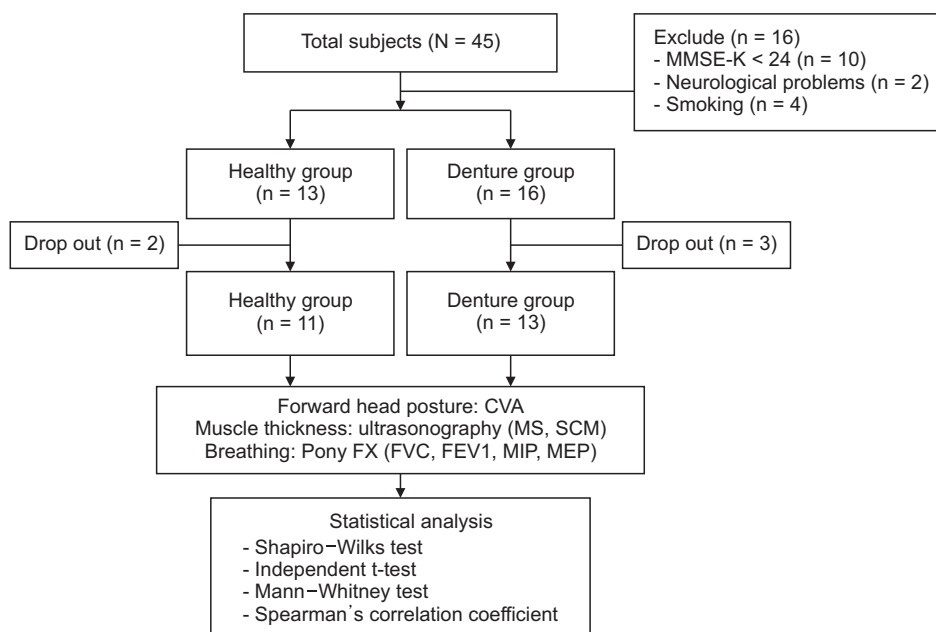 Total subjects (N = 45)
Exclude (n = 16)
- MMSE-K < 24 (n = 10)
- Neurological problems (n = 2)
- Smoking (n = 4)
Healthy group
(n = 13)
Denture group
(n = 16)
Drop out (n = 2)
Drop out (n = 3)
Healthy group
(n = 11)
Denture group
(n = 13)
Forward head posture: CVA
Muscle thickness: ultrasonography (MS, SCM)
Breathing: Pony FX (FVC, FEV1, MIP, MEP)
Statistical analysis
- Shapiro−Wilks test
- Independent t-test
- Mann−Whitney test
- Spearman’s correlation coefficient